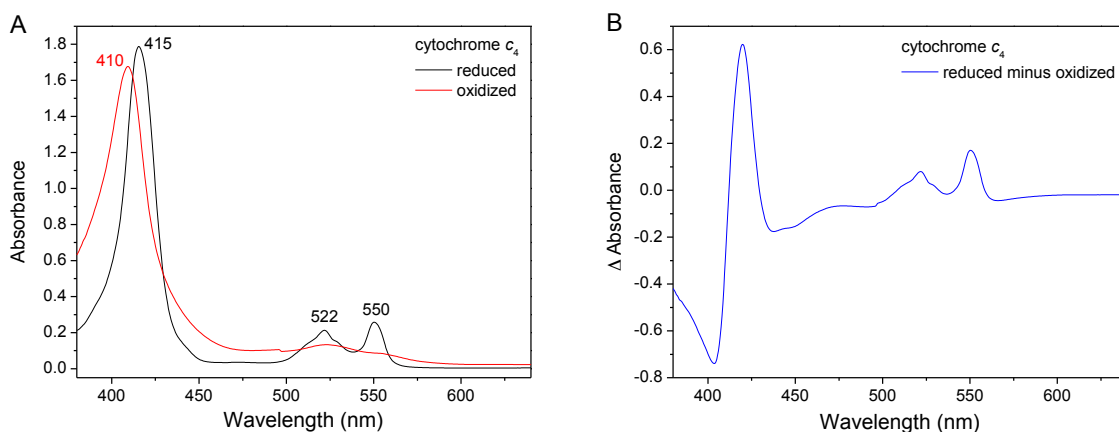 A
cytochrome c₄
reduced
oxidized
415
410
522
550
1.8
1.6
1.4
1.2
1.0
0.8
0.6
0.4
0.2
0.0
400
450
500
550
600
Absorbance
Wavelength (nm)
B
cytochrome c₄
reduced minus oxidized
0.6
0.4
0.2
0.0
-0.2
-0.4
-0.6
-0.8
400
450
500
550
600
Δ Absorbance
Wavelength (nm)